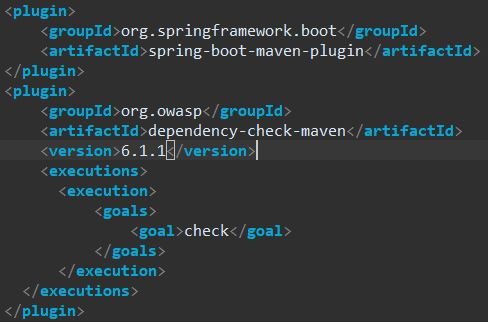 <plugin>
    <groupId>org.springframework.boot</groupId>
    <artifactId>spring-boot-maven-plugin</artifactId>
</plugin>
<plugin>
    <groupId>org.owasp</groupId>
    <artifactId>dependency-check-maven</artifactId>
    <version>6.1.1</version>
    <executions>
      <execution>
          <goals>
              <goal>check</goal>
          </goals>
      </execution>
  </executions>
</plugin>